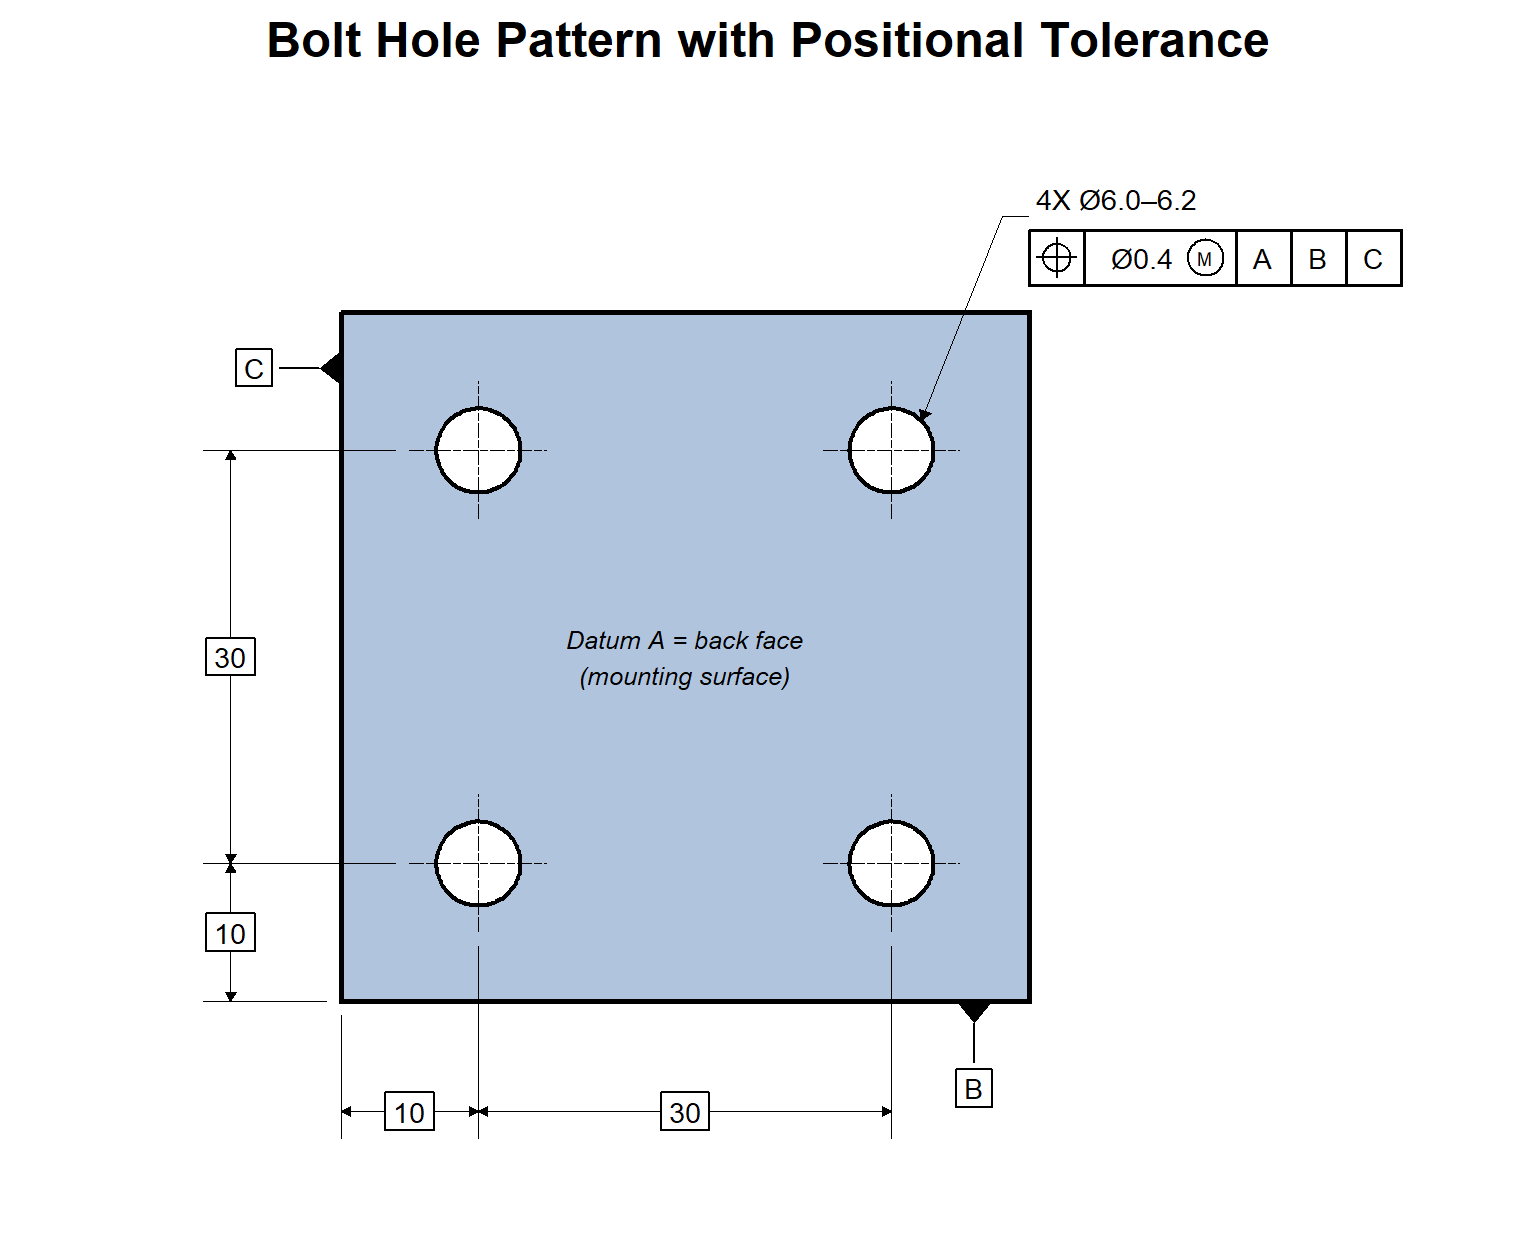 Bolt Hole Pattern with Positional Tolerance
4X Ø6.0–6.2
⌖ Ø0.4 Ⓜ A B C
C
30
Datum A = back face
(mounting surface)
10
B
10
30